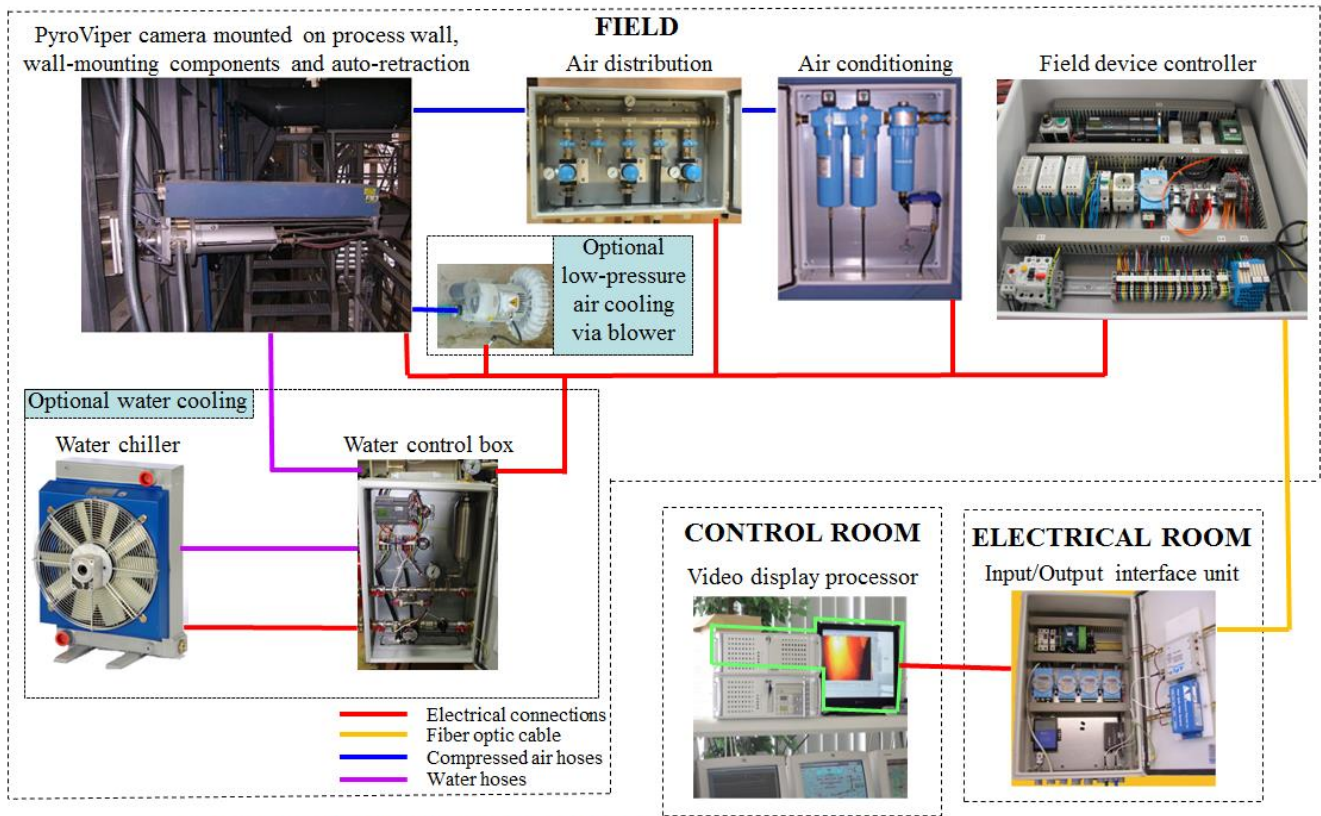 FIELD
PyroViper camera mounted on process wall,
wall-mounting components and auto-retraction
Air distribution
Air conditioning
Field device controller
Optional
low-pressure
air cooling
via blower
Optional water cooling
Water chiller
Water control box
Electrical connections
Fiber optic cable
Compressed air hoses
Water hoses
CONTROL ROOM
Video display processor
ELECTRICAL ROOM
Input/Output interface unit